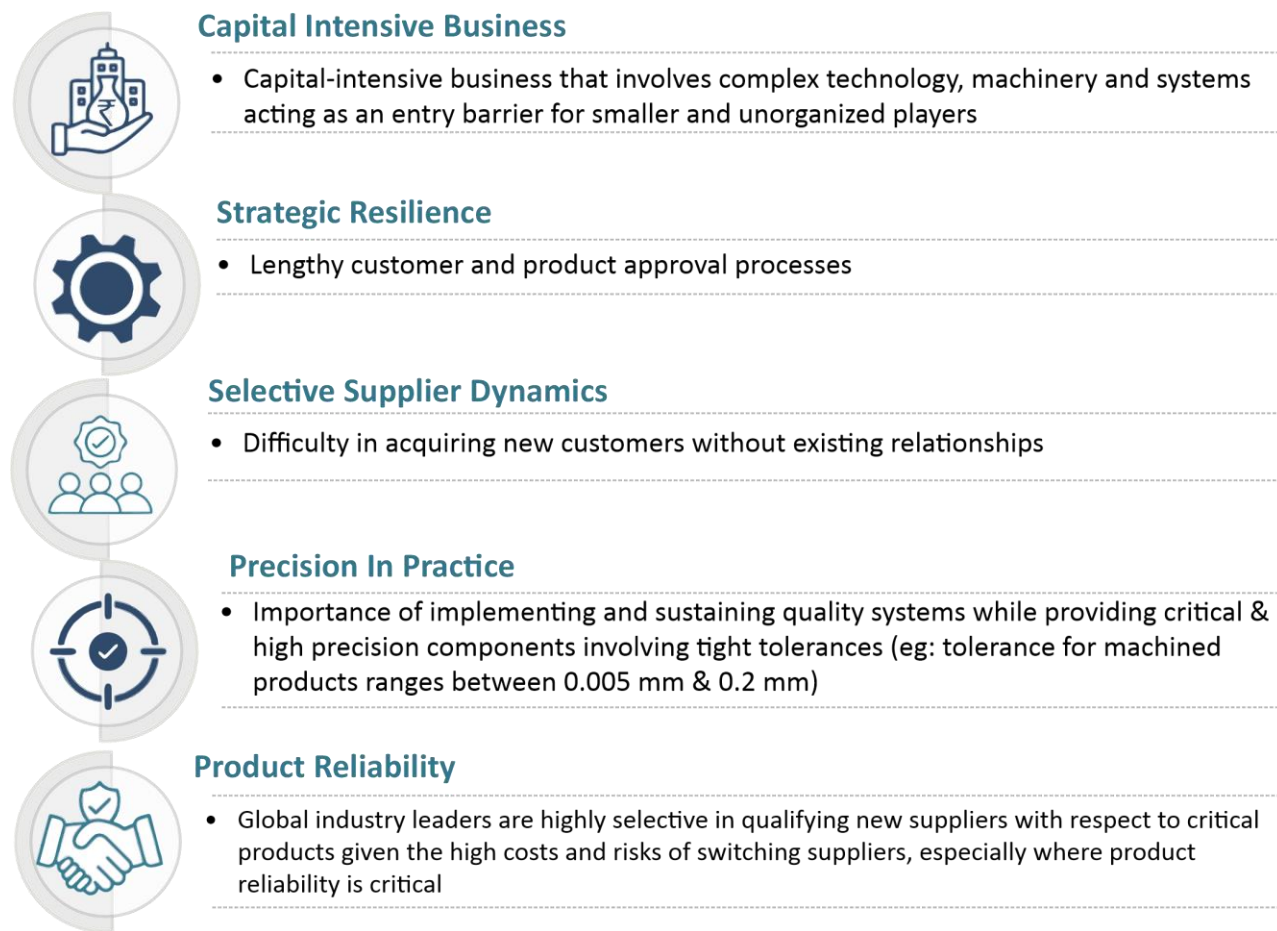 Capital Intensive Business
• Capital-intensive business that involves complex technology, machinery and systems
acting as an entry barrier for smaller and unorganized players
₹
Strategic Resilience
• Lengthy customer and product approval processes
Selective Supplier Dynamics
• Difficulty in acquiring new customers without existing relationships
Precision In Practice
• Importance of implementing and sustaining quality systems while providing critical &
high precision components involving tight tolerances (eg: tolerance for machined
products ranges between 0.005 mm & 0.2 mm)
Product Reliability
• Global industry leaders are highly selective in qualifying new suppliers with respect to critical
products given the high costs and risks of switching suppliers, especially where product
reliability is critical